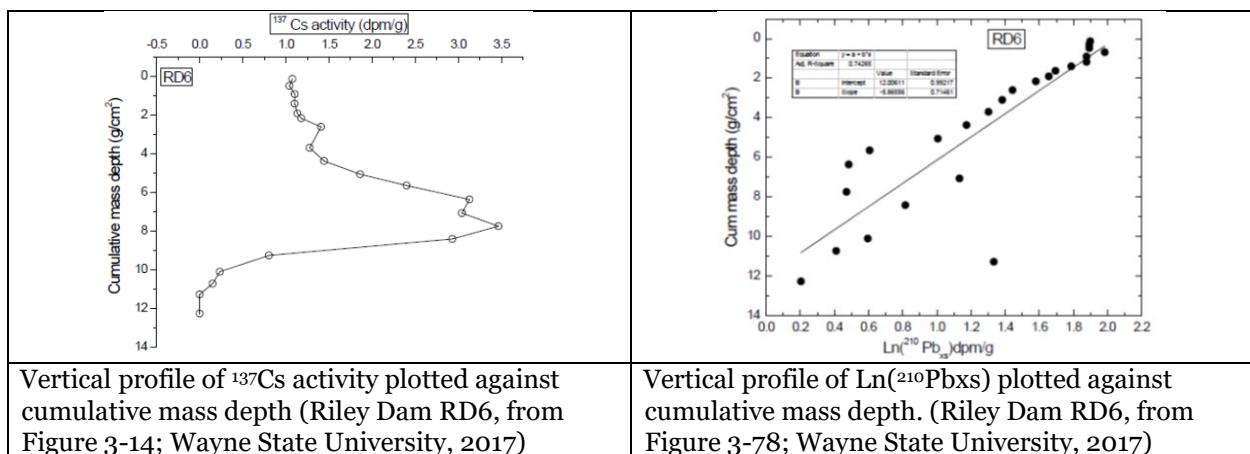 ¹³⁷ Cs activity (dpm/g)
-0.5 0.0 0.5 1.0 1.5 2.0 2.5 3.0 3.5
RD6
Cumulative mass depth (g/cm²)
0
2
4
6
8
10
12
14
RD6
Equation y = a + b*x
Adj. R-Square 0.74265
Value Standard Error
B Intercept 12.00611 0.99217
B Slope 0.71461
Cum mass depth (g/cm²)
0
2
4
6
8
10
12
14
0.0 0.2 0.4 0.6 0.8 1.0 1.2 1.4 1.6 1.8 2.0 2.2
Ln(²¹⁰ Pbxs)dpm/g
Vertical profile of ¹³⁷Cs activity plotted against
cumulative mass depth (Riley Dam RD6, from
Figure 3-14; Wayne State University, 2017)
Vertical profile of Ln(²¹⁰Pbxs) plotted against
cumulative mass depth. (Riley Dam RD6, from
Figure 3-78; Wayne State University, 2017)